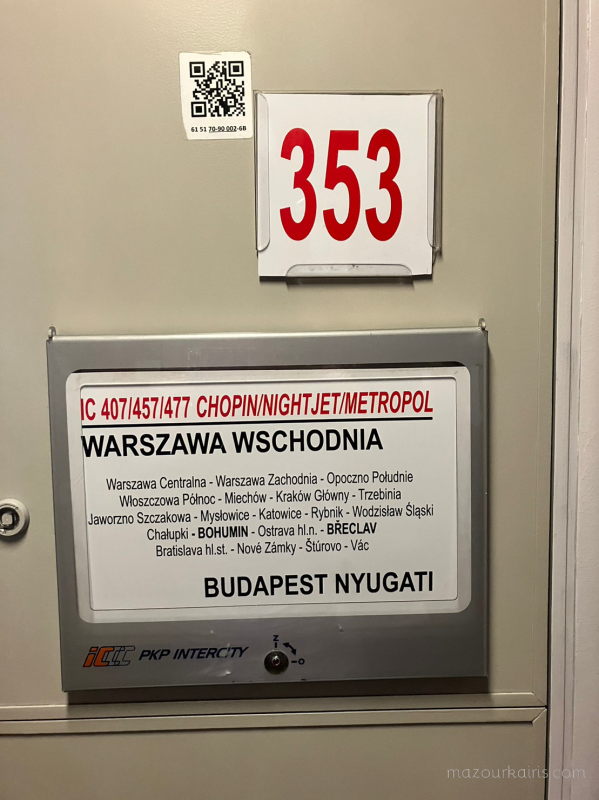 61 51 70-90 002-6B
353
IC 407/457/477 CHOPIN/NIGHTJET/METROPOL
WARSZAWA WSCHODNIA
Warszawa Centralna - Warszawa Zachodnia - Opoczno Południe
Włoszczowa Północ - Miechów - Kraków Główny - Trzebinia
Jaworzno Szczakowa - Mysłowice - Katowice - Rybnik - Wodzisław Śląski
Chałupki - BOHUMIN - Ostrava hl.n. - BŘECLAV
Bratislava hl.st. - Nové Zámky - Štúrovo - Vác
BUDAPEST NYUGATI
IC PKP INTERCITY
Z
O
mazourkairis.com